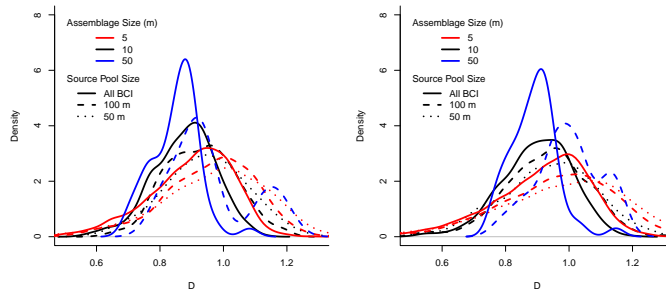 Assemblage Size (m)
5
10
50
Source Pool Size
All BCI
100 m
50 m
Density
0
2
4
6
8
0.6
0.8
1.0
1.2
D
Assemblage Size (m)
5
10
50
Source Pool Size
All BCI
100 m
50 m
Density
0
2
4
6
8
0.6
0.8
1.0
1.2
D